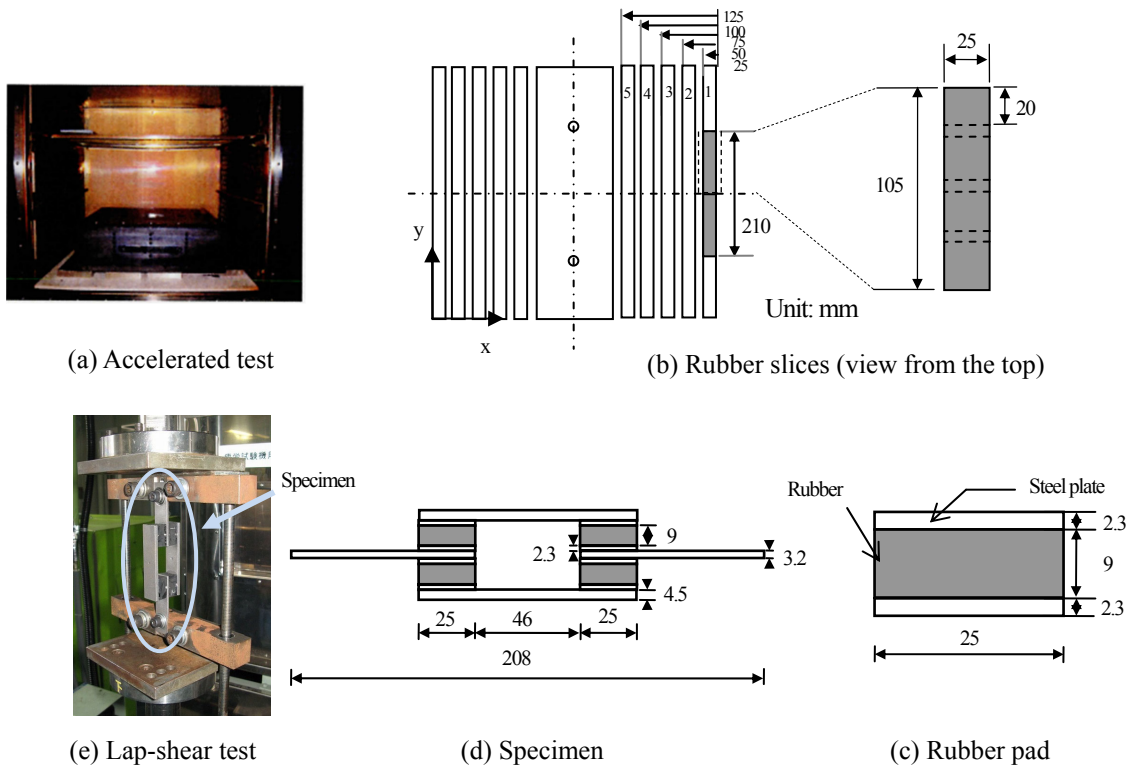 125
100
75
50
25
5
4
3
2
1
210
y
x
Unit: mm
25
20
105
(a) Accelerated test
(b) Rubber slices (view from the top)
Specimen
9
2.3
3.2
4.5
25
46
25
208
Rubber
Steel plate
2.3
9
2.3
25
(e) Lap-shear test
(d) Specimen
(c) Rubber pad